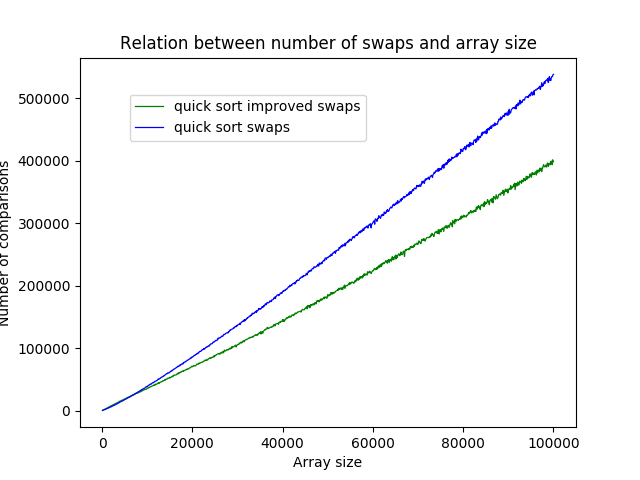 Relation between number of swaps and array size
quick sort improved swaps
quick sort swaps
500000
400000
300000
200000
100000
0
Number of comparisons
0 20000 40000 60000 80000 100000
Array size